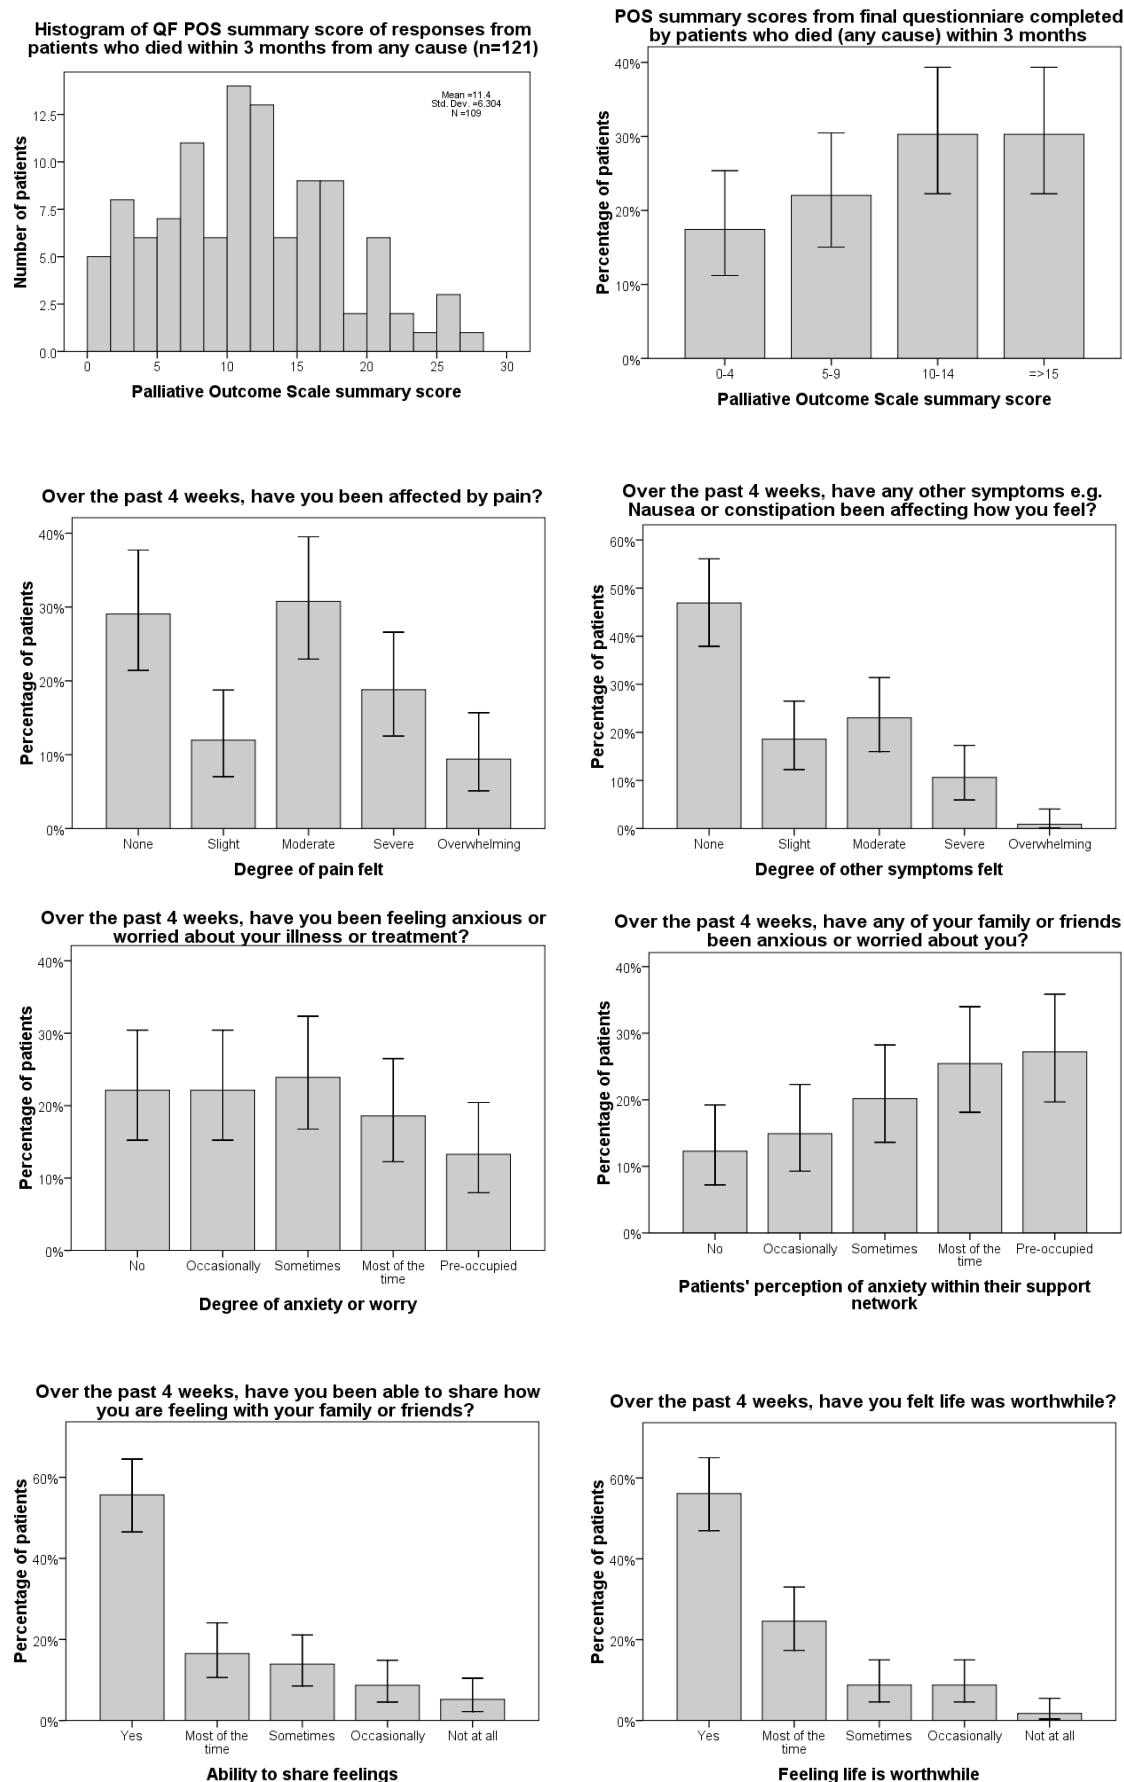 Histogram of QF POS summary score of responses from
patients who died within 3 months from any cause (n=121)
Mean =11.4
Std. Dev. =6.304
N =109
Number of patients
12.5
10.0
7.5
5.0
2.5
0.0
0 5 10 15 20 25 30
Palliative Outcome Scale summary score
POS summary scores from final questionniare completed
by patients who died (any cause) within 3 months
Percentage of patients
40%
30%
20%
10%
0%
0-4 5-9 10-14 =>15
Palliative Outcome Scale summary score
Over the past 4 weeks, have you been affected by pain?
Percentage of patients
40%
30%
20%
10%
0%
None Slight Moderate Severe Overwhelming
Degree of pain felt
Over the past 4 weeks, have any other symptoms e.g.
Nausea or constipation been affecting how you feel?
Percentage of patients
60%
50%
40%
30%
20%
10%
0%
None Slight Moderate Severe Overwhelming
Degree of other symptoms felt
Over the past 4 weeks, have you been feeling anxious or
worried about your illness or treatment?
Percentage of patients
40%
30%
20%
10%
0%
No Occasionally Sometimes Most of the Pre-occupied
time
Degree of anxiety or worry
Over the past 4 weeks, have any of your family or friends
been anxious or worried about you?
Percentage of patients
40%
30%
20%
10%
0%
No Occasionally Sometimes Most of the Pre-occupied
time
Patients' perception of anxiety within their support
network
Over the past 4 weeks, have you been able to share how
you are feeling with your family or friends?
Percentage of patients
60%
40%
20%
0%
Yes Most of the Sometimes Occasionally Not at all
time
Ability to share feelings
Over the past 4 weeks, have you felt life was worthwhile?
Percentage of patients
60%
40%
20%
0%
Yes Most of the Sometimes Occasionally Not at all
time
Feeling life is worthwhile